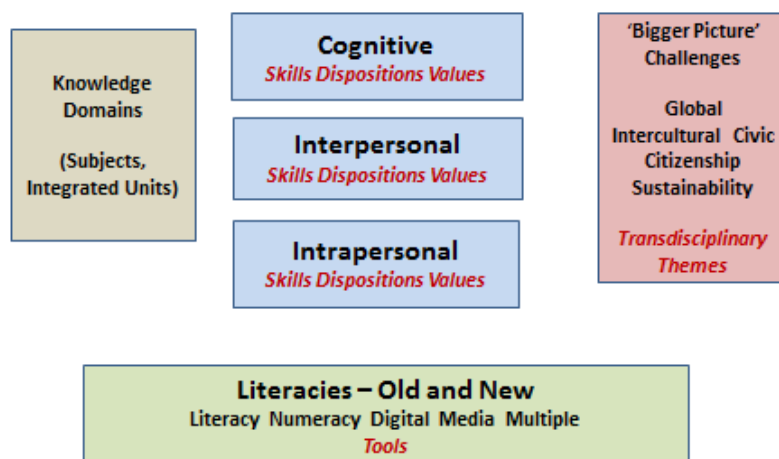 Knowledge
Domains
(Subjects,
Integrated Units)
Cognitive
Skills Dispositions Values
Interpersonal
Skills Dispositions Values
Intrapersonal
Skills Dispositions Values
‘Bigger Picture’
Challenges
Global
Intercultural Civic
Citizenship
Sustainability
Transdisciplinary
Themes
Literacies – Old and New
Literacy Numeracy Digital Media Multiple
Tools